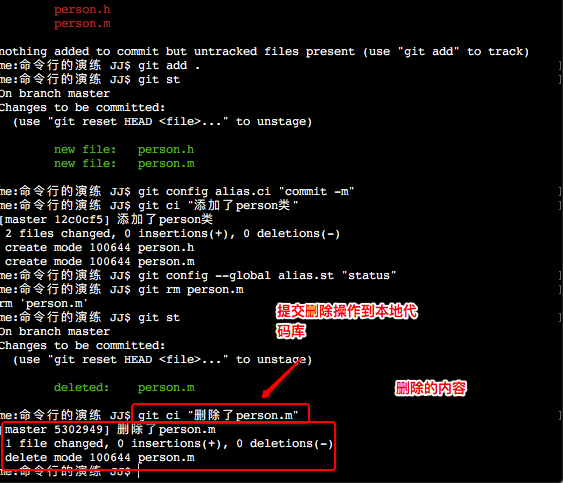 person.h
person.m
nothing added to commit but untracked files present (use "git add" to track)
me:命令行的演练 JJ$ git add .
me:命令行的演练 JJ$ git st
On branch master
Changes to be committed:
(use "git reset HEAD <file>..." to unstage)
new file: person.h
new file: person.m
me:命令行的演练 JJ$ git config alias.ci "commit -m"
me:命令行的演练 JJ$ git ci "添加了person类"
[master 12c0cf5] 添加了person类
2 files changed, 0 insertions(+), 0 deletions(-)
create mode 100644 person.h
create mode 100644 person.m
me:命令行的演练 JJ$ git config --global alias.st "status"
me:命令行的演练 JJ$ git rm person.m
rm 'person.m'
me:命令行的演练 JJ$ git st
提交删除操作到本地代
码库
On branch master
Changes to be committed:
(use "git reset HEAD <file>..." to unstage)
deleted: person.m
删除的内容
me:命令行的演练 JJ$ git ci "删除了person.m"
[master 5302949] 删除了person.m
1 file changed, 0 insertions(+), 0 deletions(-)
delete mode 100644 person.m
me:命令行的演练 JJ$